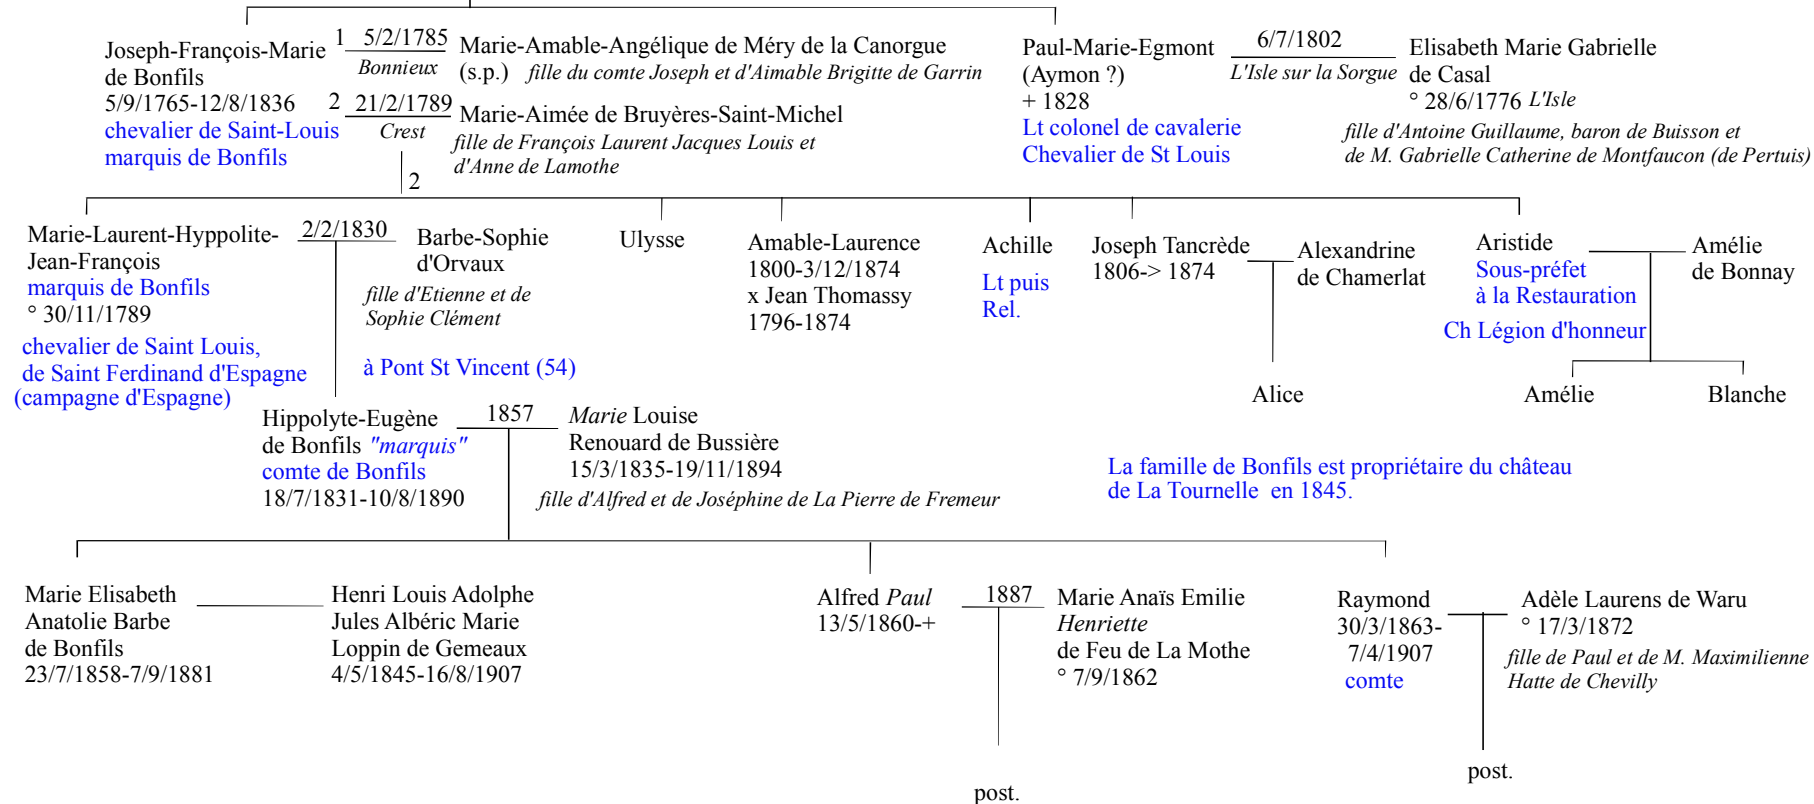 Joseph-François-Marie
de Bonfils
5/9/1765-12/8/1836
chevalier de Saint-Louis
marquis de Bonfils
1 5/2/1785
Bonnieux
Marie-Amable-Angélique de Méry de la Canorgue
(s.p.) fille du comte Joseph et d'Aimable Brigitte de Garrin
2 21/2/1789
Crest
Marie-Aimée de Bruyères-Saint-Michel
fille de François Laurent Jacques Louis et
d'Anne de Lamothe
2
Paul-Marie-Egmont
(Aymon ?)
+ 1828
Lt colonel de cavalerie
Chevalier de St Louis
6/7/1802
L'Isle sur la Sorgue
Elisabeth Marie Gabrielle
de Casal
° 28/6/1776 L'Isle
fille d'Antoine Guillaume, baron de Buisson et
de M. Gabrielle Catherine de Montfaucon (de Pertuis)
Marie-Laurent-Hyppolite-
Jean-François
marquis de Bonfils
° 30/11/1789
chevalier de Saint Louis,
de Saint Ferdinand d'Espagne
(campagne d'Espagne)
2/2/1830
Barbe-Sophie
d'Orvaux
fille d'Etienne et de
Sophie Clément
à Pont St Vincent (54)
Ulysse
Amable-Laurence
1800-3/12/1874
x Jean Thomassy
1796-1874
Achille
Lt puis
Rel.
Joseph Tancrède
1806-> 1874
Alexandrine
de Chamerlat
Alice
Aristide
Sous-préfet
à la Restauration
Ch Légion d'honneur
Amélie
de Bonnay
Amélie
Blanche
Hippolyte-Eugène
de Bonfils "marquis"
comte de Bonfils
18/7/1831-10/8/1890
1857
Marie Louise
Renouard de Bussière
15/3/1835-19/11/1894
fille d'Alfred et de Joséphine de La Pierre de Fremeur
La famille de Bonfils est propriétaire du château
de La Tournelle en 1845.
Marie Elisabeth
Anatolie Barbe
de Bonfils
23/7/1858-7/9/1881
Henri Louis Adolphe
Jules Albéric Marie
Loppin de Gemeaux
4/5/1845-16/8/1907
Alfred Paul
13/5/1860-+
1887
Marie Anaïs Emilie
Henriette
de Feu de La Mothe
° 7/9/1862
Raymond
30/3/1863-
7/4/1907
comte
Adèle Laurens de Waru
° 17/3/1872
fille de Paul et de M. Maximilienne
Hatte de Chevilly
post.
post.